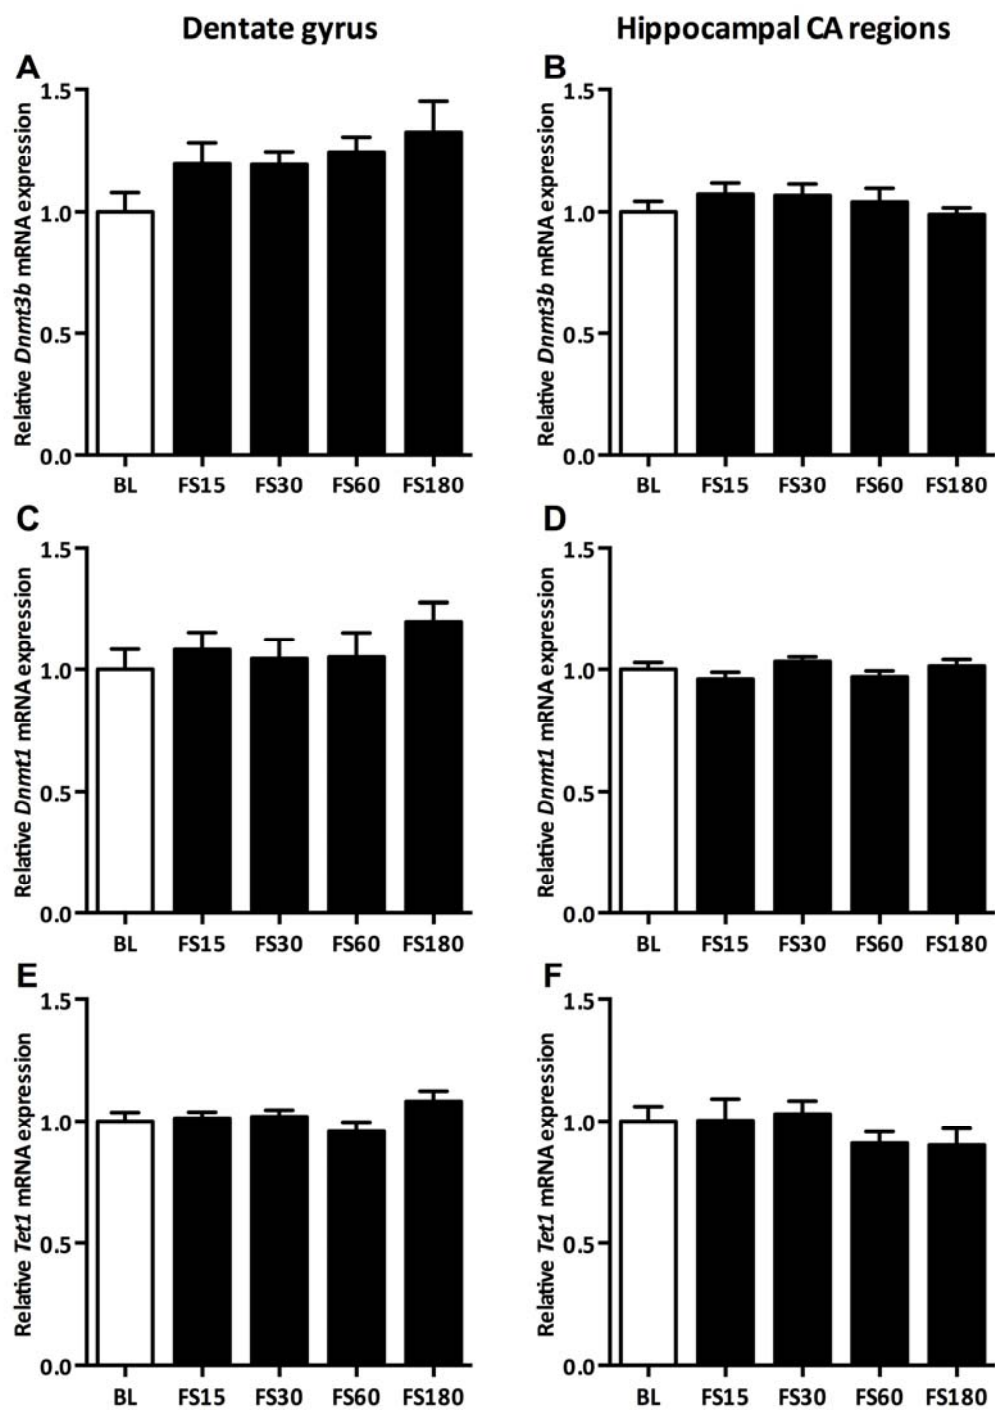 Dentate gyrus
Hippocampal CA regions
A
Relative Dnmt3b mRNA expression
1.5
1.0
0.5
0.0
BL FS15 FS30 FS60 FS180
B
Relative Dnmt3b mRNA expression
1.5
1.0
0.5
0.0
BL FS15 FS30 FS60 FS180
C
Relative Dnmt1 mRNA expression
1.5
1.0
0.5
0.0
BL FS15 FS30 FS60 FS180
D
Relative Dnmt1 mRNA expression
1.5
1.0
0.5
0.0
BL FS15 FS30 FS60 FS180
E
Relative Tet1 mRNA expression
1.5
1.0
0.5
0.0
BL FS15 FS30 FS60 FS180
F
Relative Tet1 mRNA expression
1.5
1.0
0.5
0.0
BL FS15 FS30 FS60 FS180